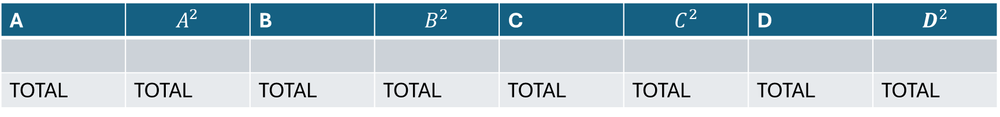 A A² B B² C C² D D²
TOTAL TOTAL TOTAL TOTAL TOTAL TOTAL TOTAL TOTAL